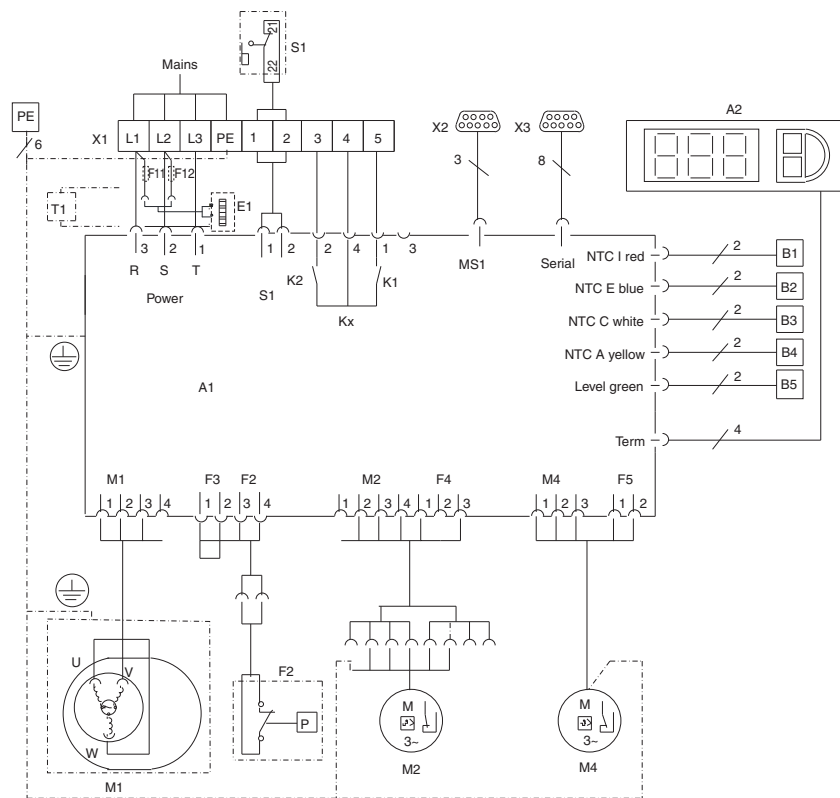 21
22
S1
Mains
PE
6
X1 L1 L2 L3 PE 1 2 3 4 5
X2 X3
3 8
A2
F11 F12
T1
E1
3 2 1 1 2 2 4 1 3
R S T
MS1 Serial
Power
S1
K2 K1
Kx
A1
NTC I red 2 B1
NTC E blue 2 B2
NTC C white 2 B3
NTC A yellow 2 B4
Level green 2 B5
Term 4
M1 F3 F2 M2 F4 M4 F5
1 2 3 4 1 2 3 4 1 2 3 4 1 2 3 1 2 3 1 2
U V
W
M1
F2
P
M
3~
M2
M
3~
M4